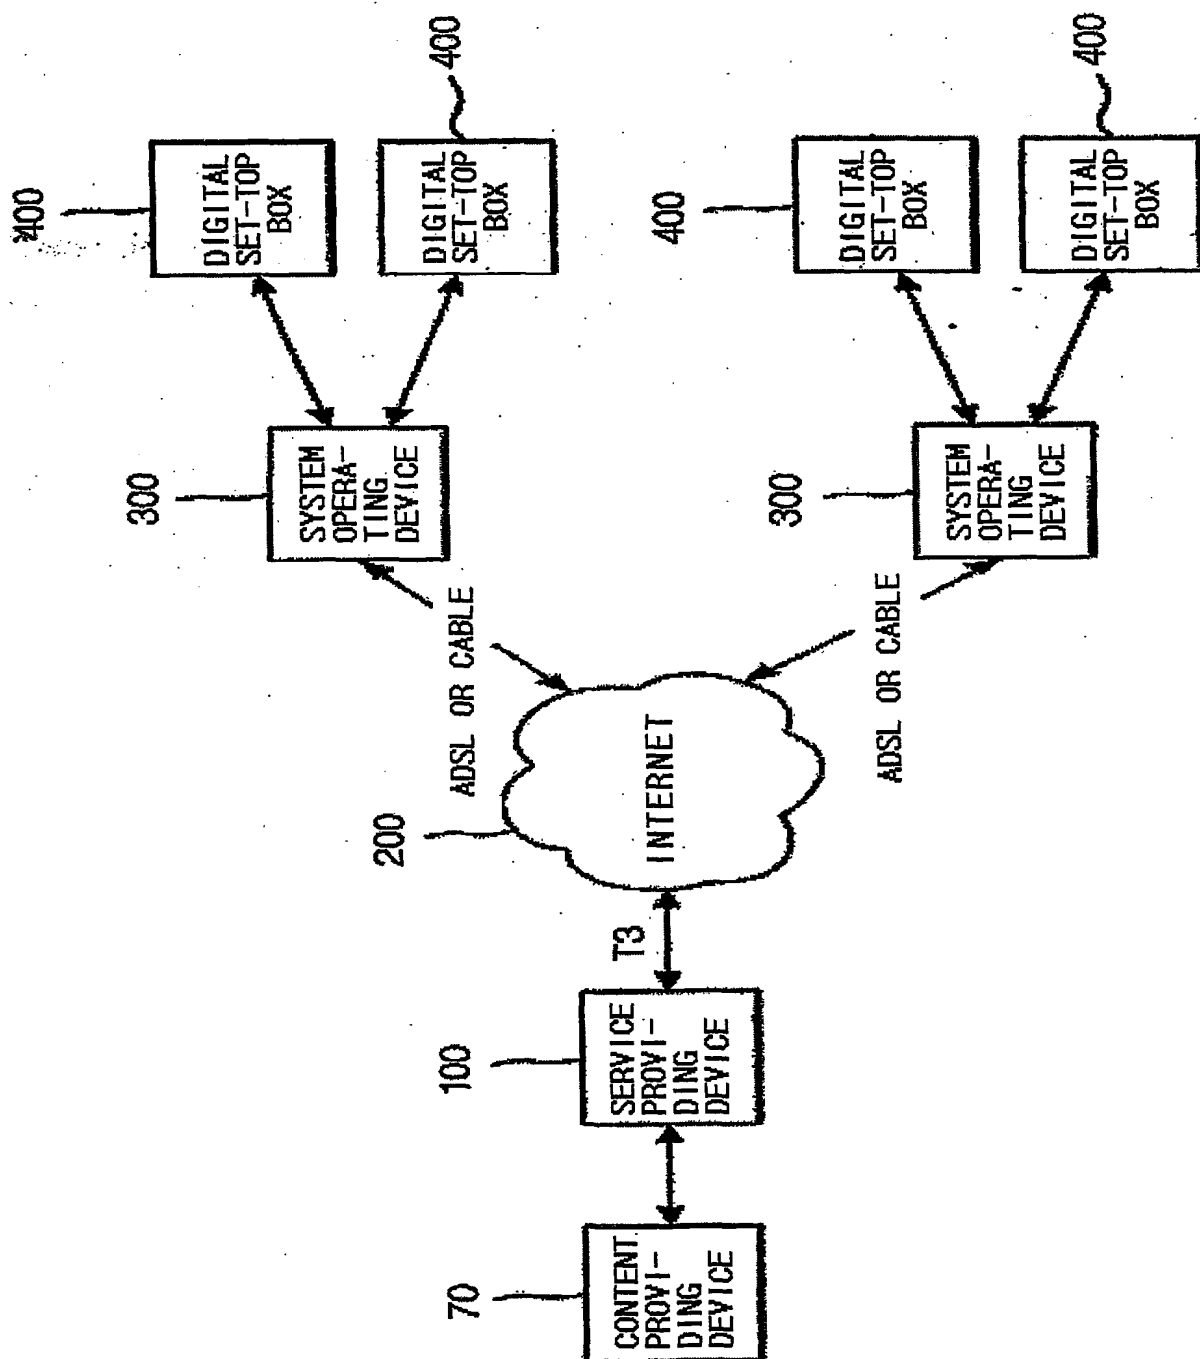 400
DIGITAL
SET-TOP
BOX
400
DIGITAL
SET-TOP
BOX
300
SYSTEM
OPERA-
TING
DEVICE
ADSL OR CABLE
200
INTERNET
T3
100
SERVICE
PROVI-
DING
DEVICE
70
CONTENT
PROVI-
DING
DEVICE
ADSL OR CABLE
300
SYSTEM
OPERA-
TING
DEVICE
400
DIGITAL
SET-TOP
BOX
400
DIGITAL
SET-TOP
BOX